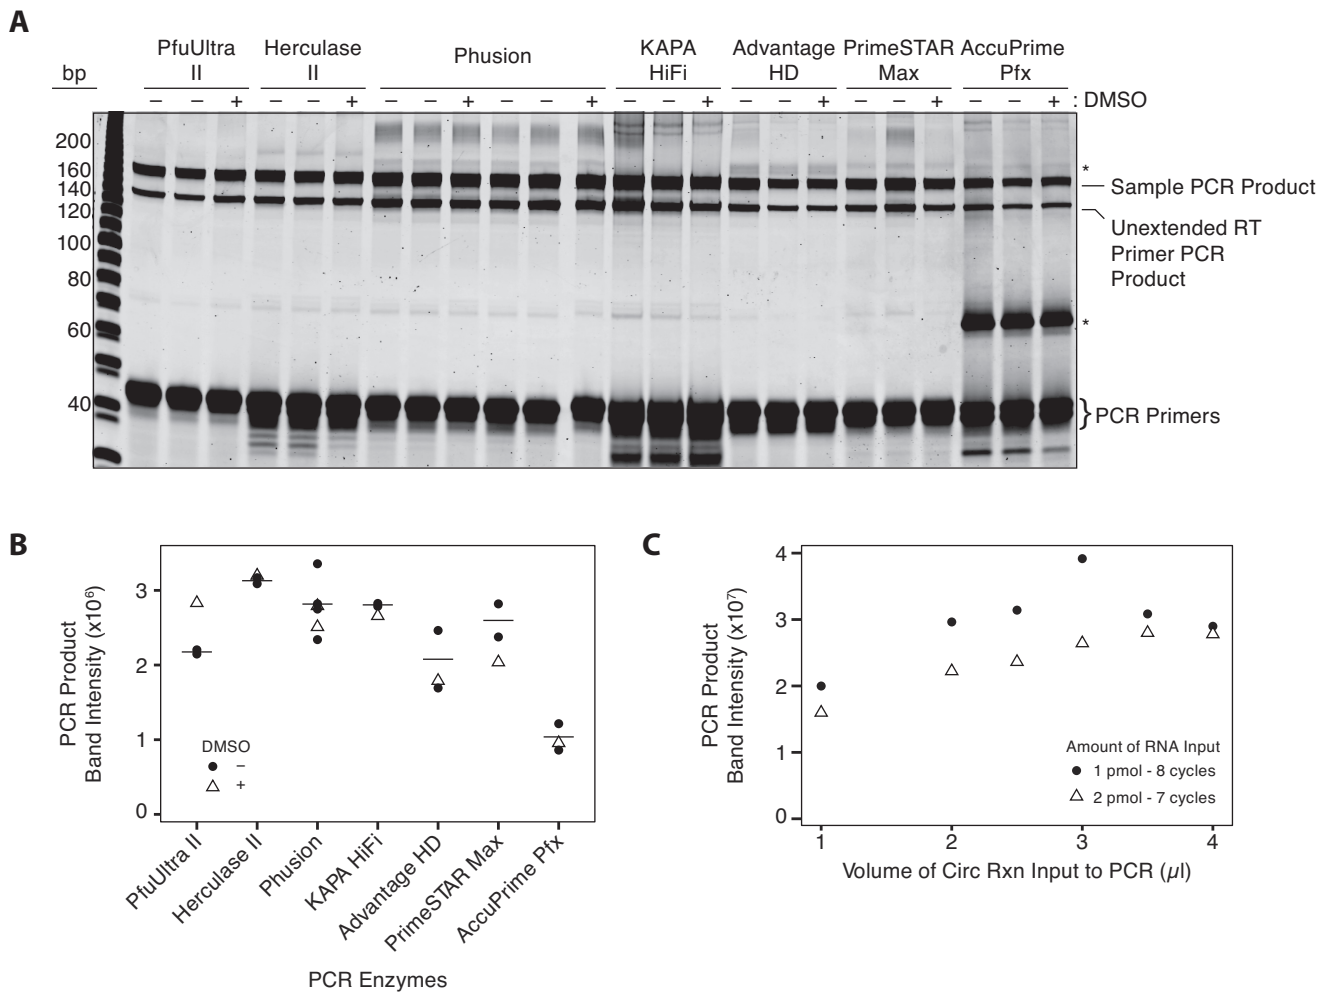 A
PfuUltra II
Herculase II
Phusion
KAPA HiFi
Advantage HD
PrimeSTAR Max
AccuPrime Pfx
bp
− − + − − + − − + − − + − − + − − + − − + − − + : DMSO
200
160
140
120
100
80
60
40
*
Sample PCR Product
Unextended RT
Primer PCR
Product
*
} PCR Primers
B
PCR Product
Band Intensity (x10⁶)
3
2
1
0
DMSO
−
+
PfuUltra II
Herculase II
Phusion
KAPA HiFi
Advantage HD
PrimeSTAR Max
AccuPrime Pfx
PCR Enzymes
C
PCR Product
Band Intensity (x10⁷)
4
3
2
1
0
Amount of RNA Input
1 pmol - 8 cycles
2 pmol - 7 cycles
1 2 3 4
Volume of Circ Rxn Input to PCR (µl)